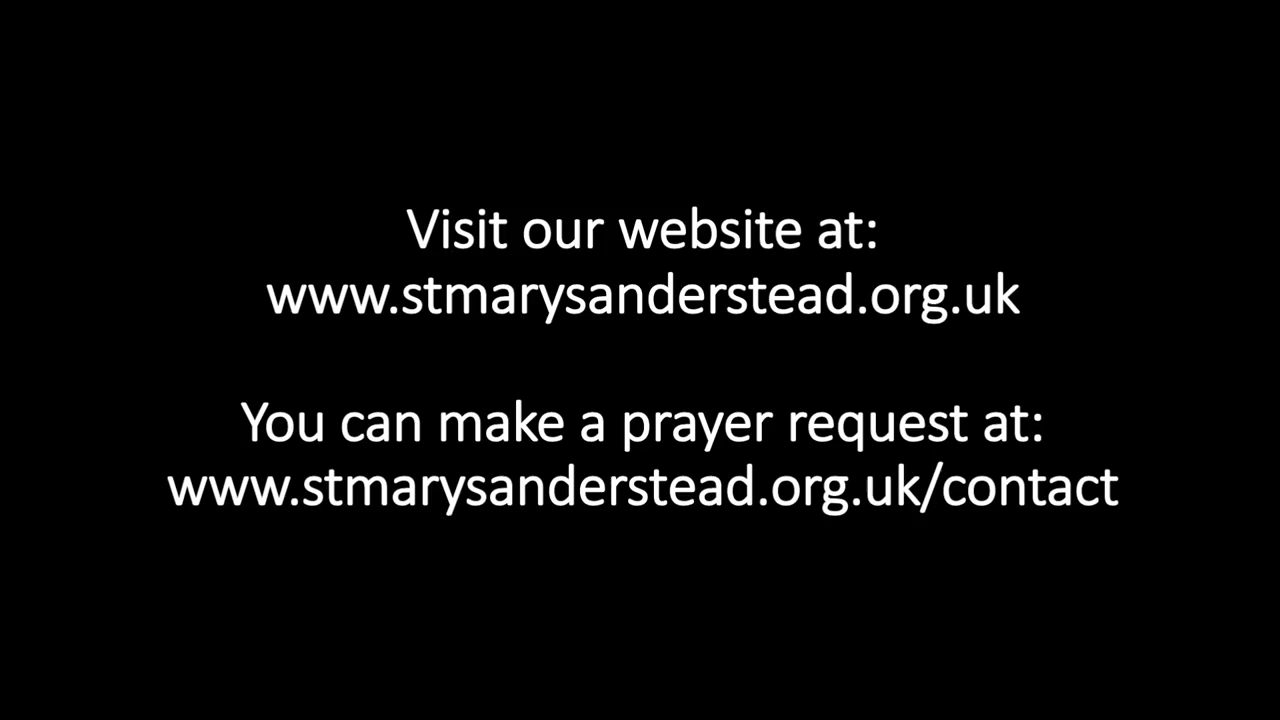 Visit our website at:
www.stmarysanderstead.org.uk
You can make a prayer request at:
www.stmarysanderstead.org.uk/contact